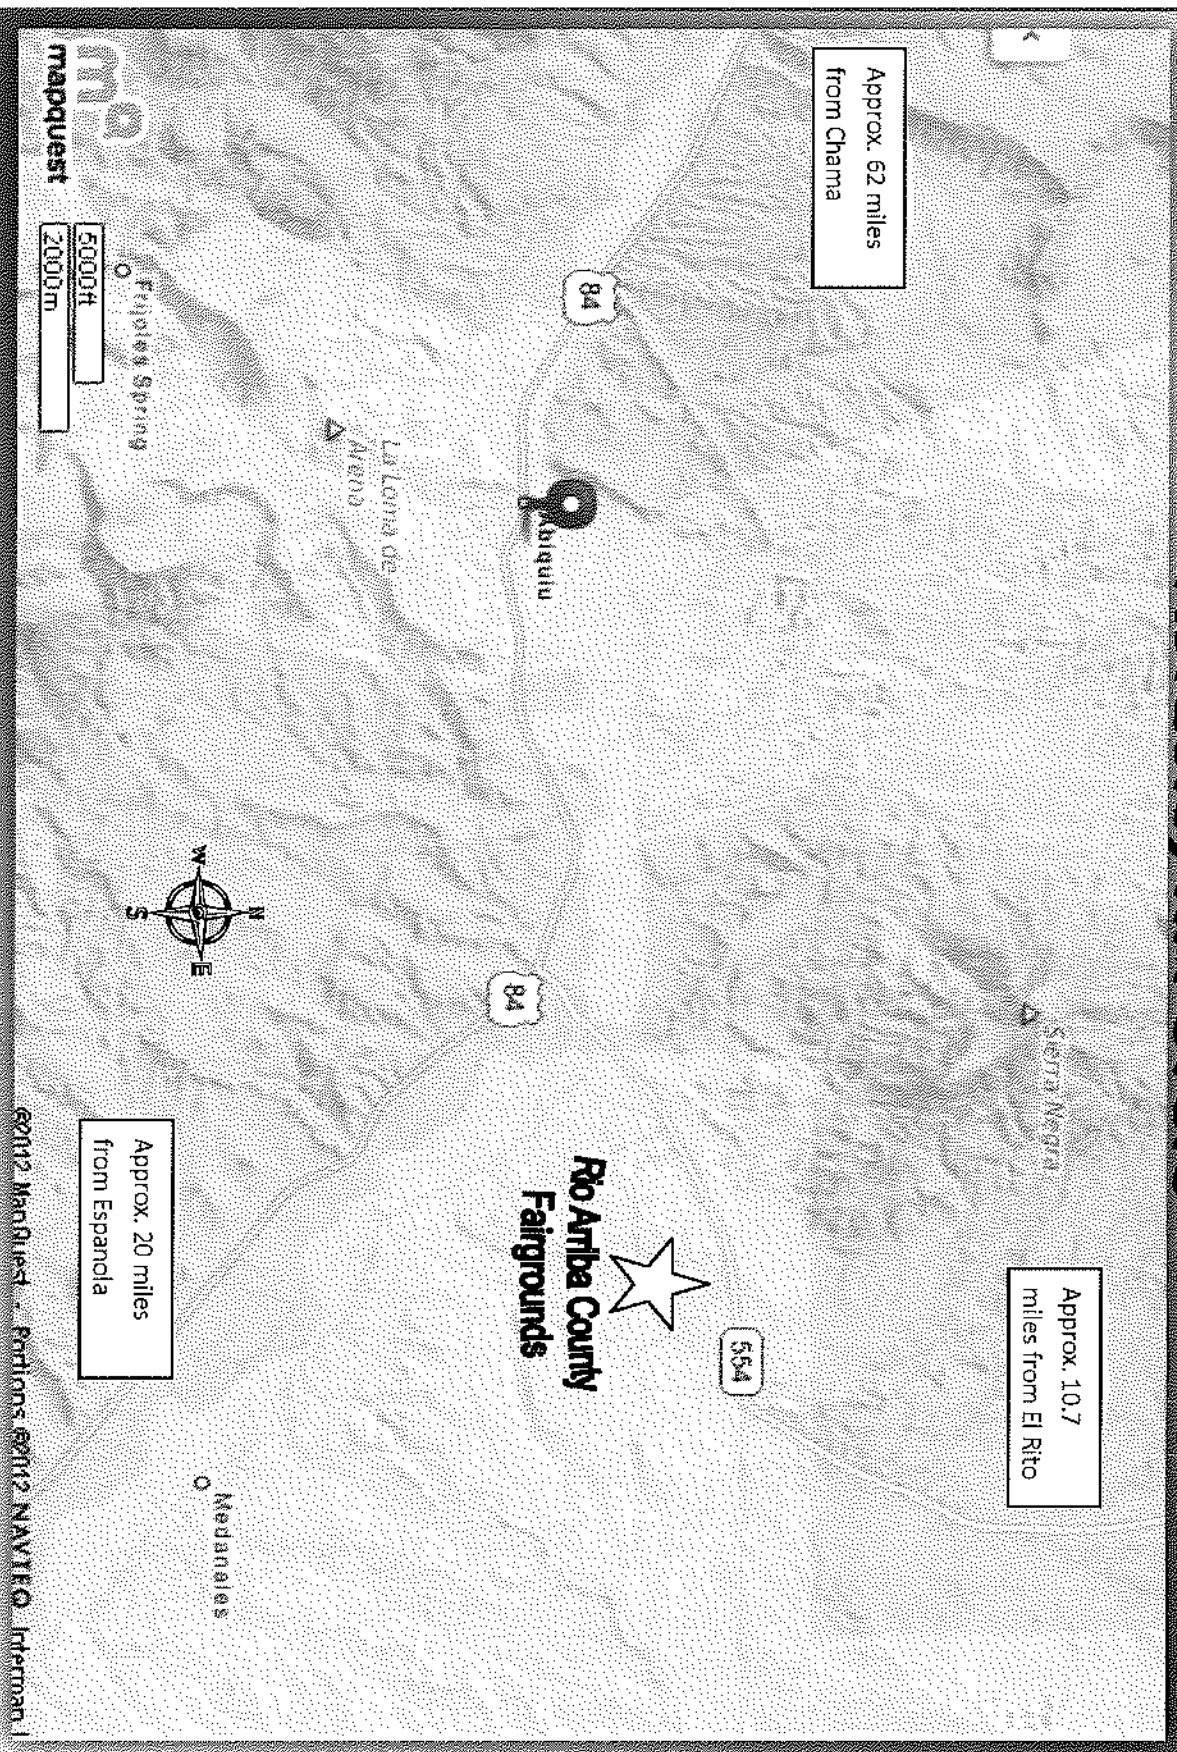 Approx. 62 miles
from Chama
84
Abiquiu
La Loma de
Arena
Frijoles Spring
5000ft
2000m
mapquest
Sierra Negra
Approx. 10.7
miles from El Rito
554
Rio Arriba County
Fairgrounds
84
N
W
E
S
Approx. 20 miles
from Espanola
Medanales
©2012 MapQuest - Portions ©2012 NAVTEQ, Intermap |